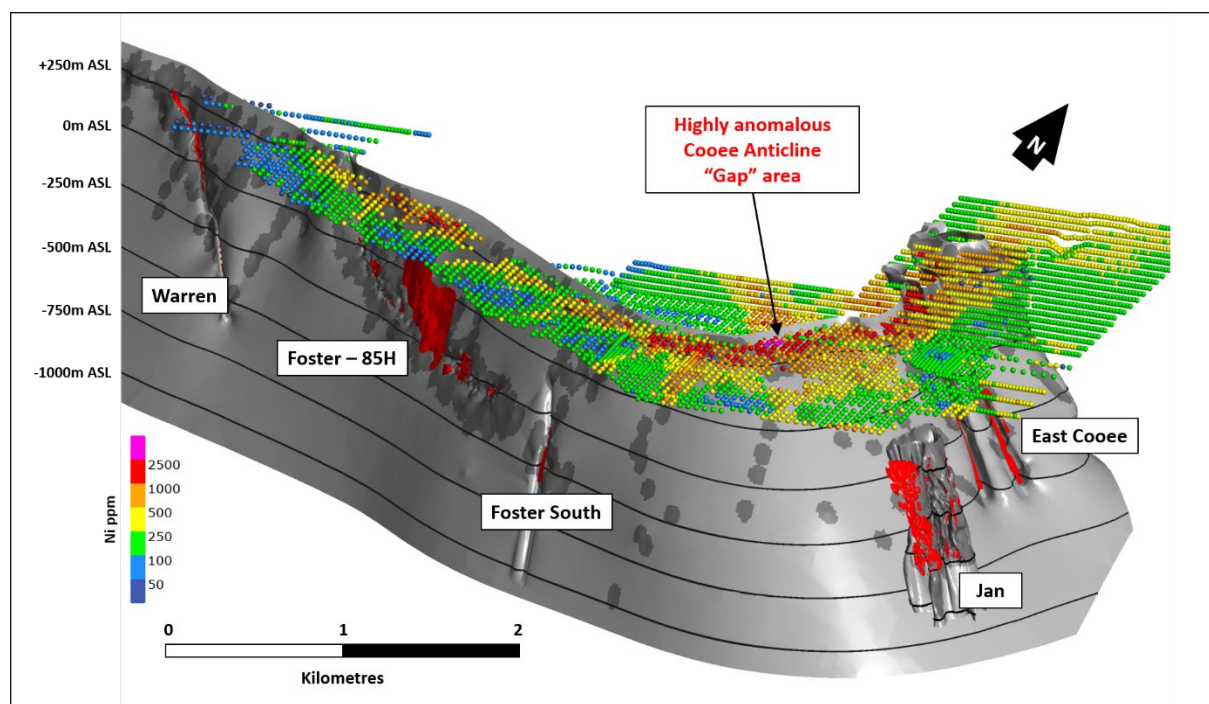 +250m ASL
0m ASL
-250m ASL
-500m ASL
-750m ASL
-1000m ASL
Highly anomalous
Cooee Anticline
“Gap” area
N
Warren
Foster – 85H
Foster South
East Cooee
Jan
Ni ppm
2500
1000
500
250
100
50
0 1 2
Kilometres